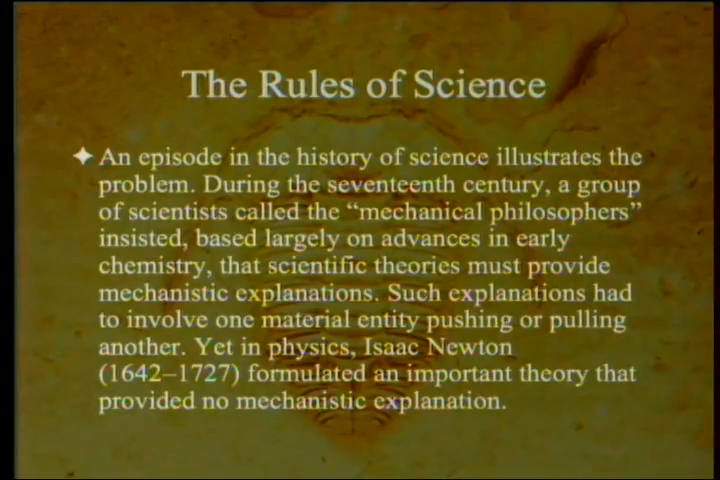 The Rules of Science
✦ An episode in the history of science illustrates the
problem. During the seventeenth century, a group
of scientists called the “mechanical philosophers”
insisted, based largely on advances in early
chemistry, that scientific theories must provide
mechanistic explanations. Such explanations had
to involve one material entity pushing or pulling
another. Yet in physics, Isaac Newton
(1642–1727) formulated an important theory that
provided no mechanistic explanation.